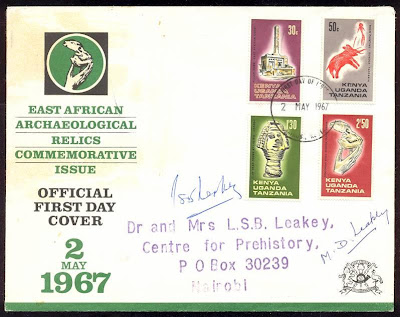 EAST AFRICAN
ARCHAEOLOGICAL
RELICS
COMMEMORATIVE
ISSUE
OFFICIAL
FIRST DAY
COVER
2
MAY
1967
30c
KENYA
UGANDA
TANZANIA
50c
KENYA
UGANDA
TANZANIA
2 MAY 1967
1'30
KENYA
UGANDA
TANZANIA
2'50
KENYA
UGANDA
TANZANIA
Dr and Mrs L.S.B. Leakey,
Centre for Prehistory,
P O Box 30239
Nairobi
M. D. Leakey